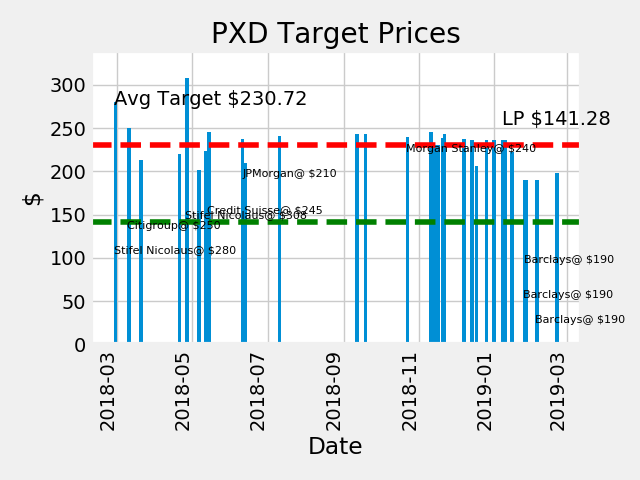 PXD Target Prices
Avg Target $230.72
LP $141.28
Morgan Stanley@ $240
JPMorgan@ $210
Credit Suisse@ $245
Stifel Nicolaus@ $308
Citigroup@ $250
Stifel Nicolaus@ $280
Barclays@ $190
Barclays@ $190
Barclays@ $190
$
300
250
200
150
100
50
0
2018-03
2018-05
2018-07
2018-09
2018-11
2019-01
2019-03
Date